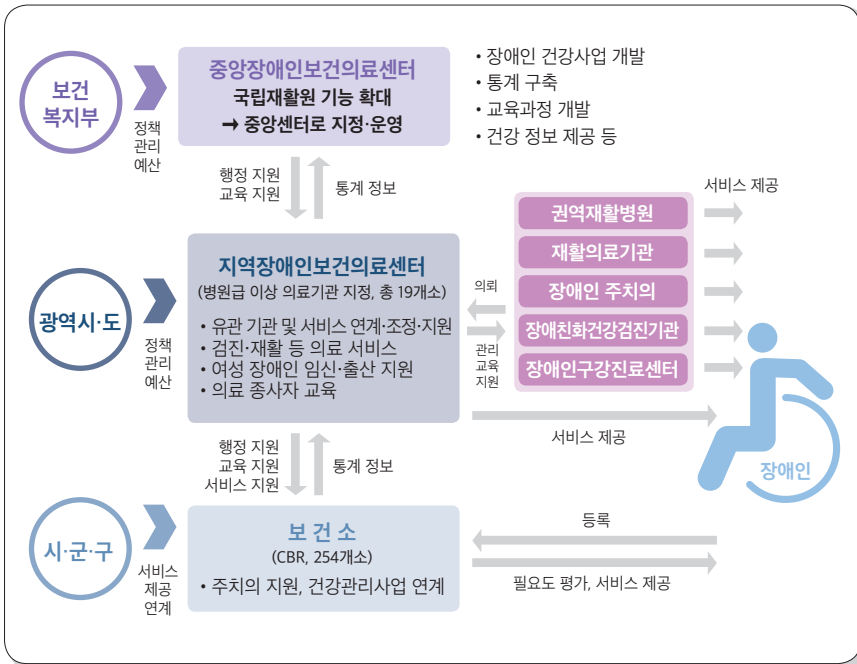 보건
복지부
정책
관리
예산
중앙장애인보건의료센터
국립재활원 기능 확대
→ 중앙센터로 지정·운영
• 장애인 건강사업 개발
• 통계 구축
• 교육과정 개발
• 건강 정보 제공 등
행정 지원
교육 지원
통계 정보
광역시·도
정책
관리
예산
지역장애인보건의료센터
(병원급 이상 의료기관 지정, 총 19개소)
• 유관 기관 및 서비스 연계·조정·지원
• 검진·재활 등 의료 서비스
• 여성 장애인 임신·출산 지원
• 의료 종사자 교육
의뢰
관리
교육
지원
서비스 제공
권역재활병원
재활의료기관
장애인 주치의
장애친화건강검진기관
장애인구강진료센터
서비스 제공
장애인
행정 지원
교육 지원
서비스 지원
통계 정보
시·군·구
서비스
제공
연계
보 건 소
(CBR, 254개소)
• 주치의 지원, 건강관리사업 연계
등록
필요도 평가, 서비스 제공